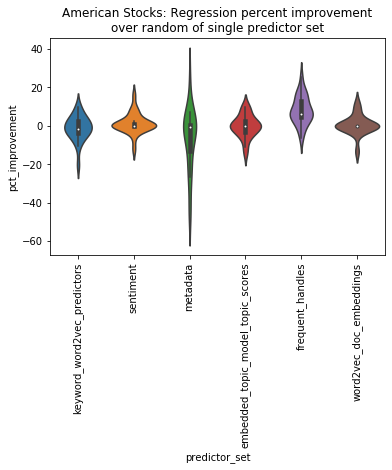 American Stocks: Regression percent improvement
over random of single predictor set
pct_improvement
40
20
0
−20
−40
−60
keyword_word2vec_predictors
sentiment
metadata
embedded_topic_model_topic_scores
frequent_handles
word2vec_doc_embeddings
predictor_set